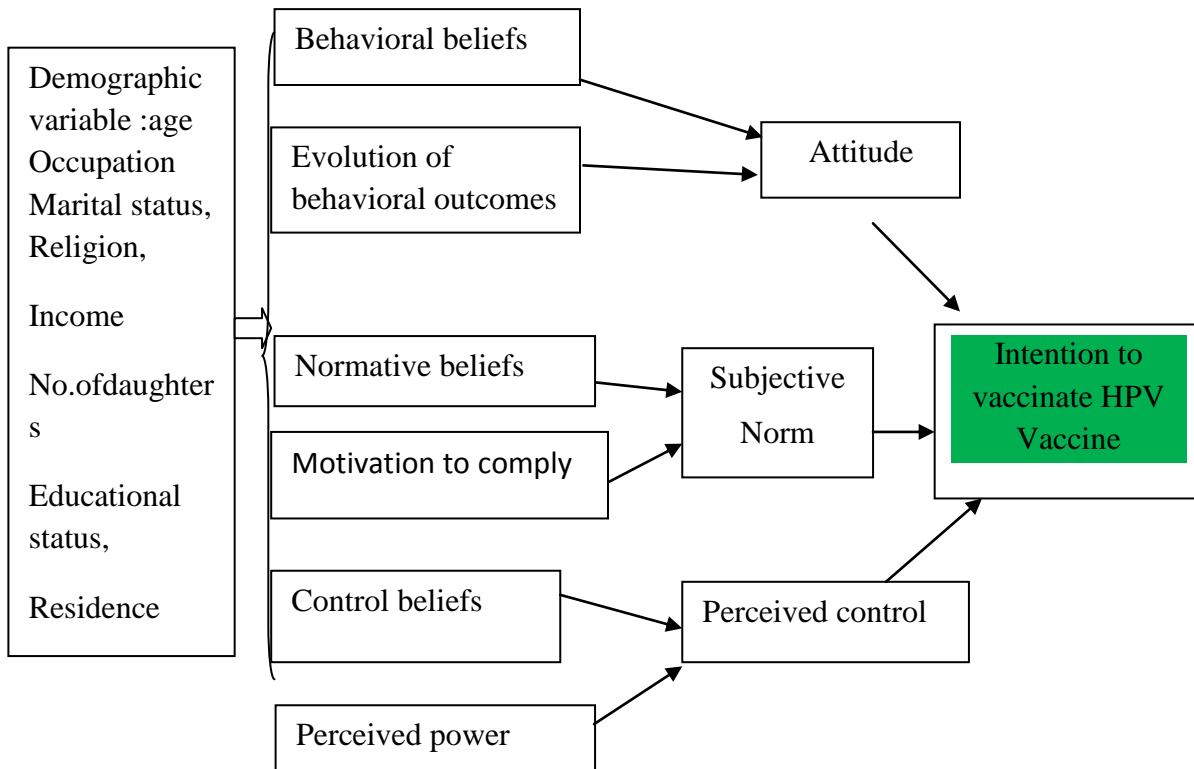 Demographic
variable :age
Occupation
Marital status,
Religion,
Income
No.ofdaughter
s
Educational
status,
Residence
Behavioral beliefs
Evolution of
behavioral outcomes
Normative beliefs
Motivation to comply
Control beliefs
Perceived power
Attitude
Subjective
Norm
Perceived control
Intention to
vaccinate HPV
Vaccine